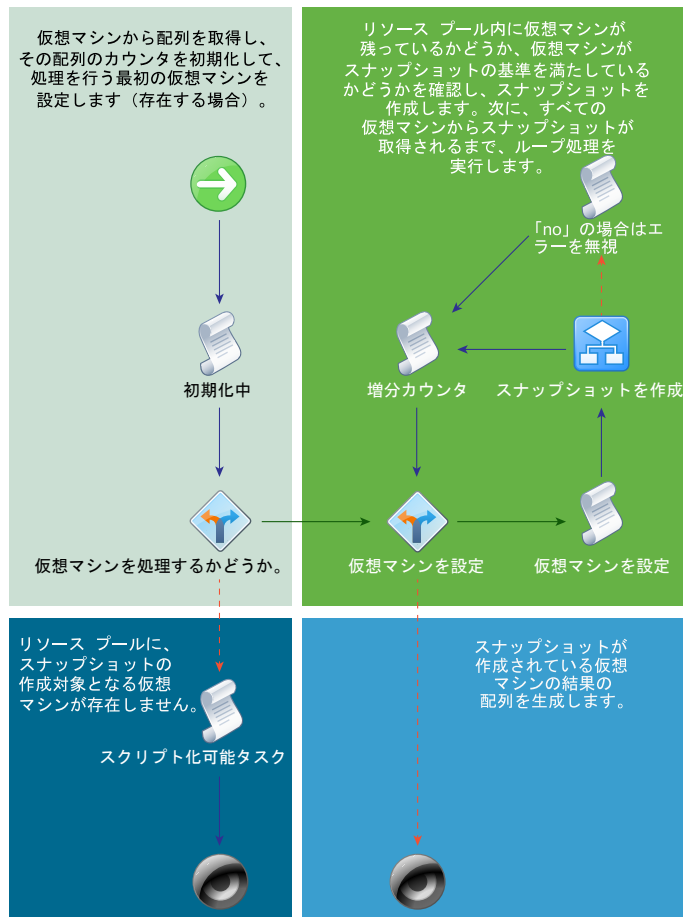 仮想マシンから配列を取得し、
その配列のカウンタを初期化して、
処理を行う最初の仮想マシンを
設定します（存在する場合）。
リソース プール内に仮想マシンが
残っているかどうか、仮想マシンが
スナップショットの基準を満たしている
かどうかを確認し、スナップショットを
作成します。次に、すべての
仮想マシンからスナップショットが
取得されるまで、ループ処理を
実行します。
「no」の場合はエ
ラーを無視
初期化中
増分カウンタ
スナップショットを作成
仮想マシンを処理するかどうか。
仮想マシンを設定
仮想マシンを設定
リソース プールに、
スナップショットの
作成対象となる仮想
マシンが存在しません。
スクリプト化可能タスク
スナップショットが
作成されている仮想
マシンの結果の
配列を生成します。